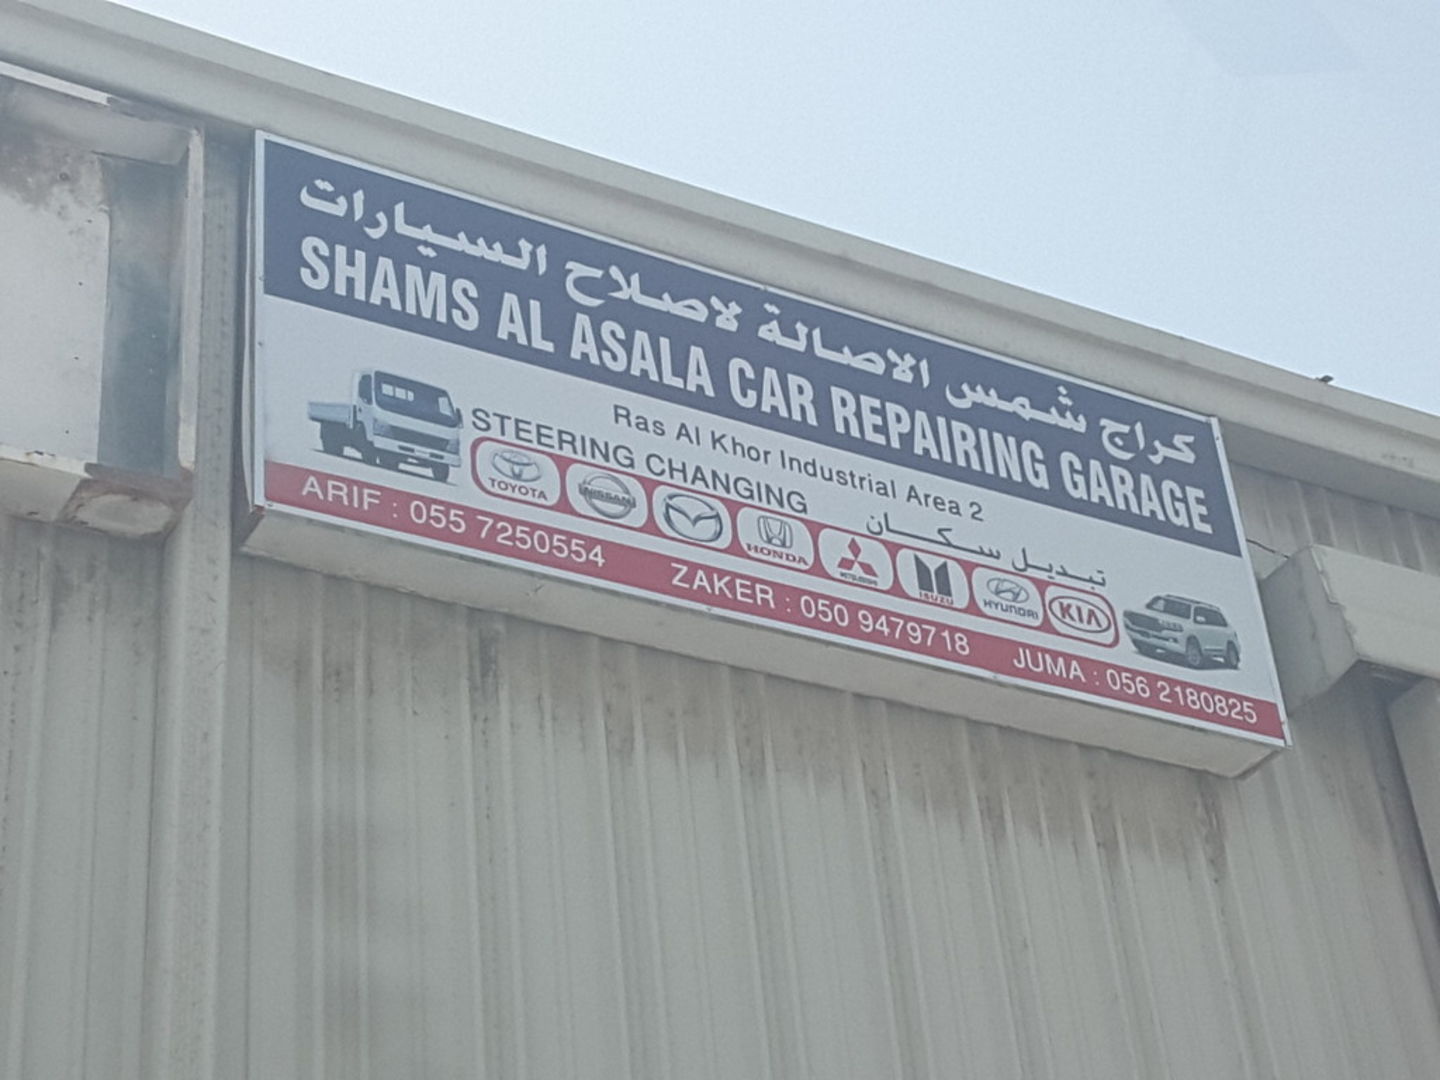 كراج شمس الاصالة لاصلاح السيارات
SHAMS AL ASALA CAR REPAIRING GARAGE
Ras Al Khor Industrial Area 2
STEERING CHANGING
تبديل سكان
TOYOTA
NISSAN
HONDA
MITSUBISHI
ISUZU
HYUNDAI
KIA
ARIF : 055 7250554 ZAKER : 050 9479718 JUMA : 056 2180825